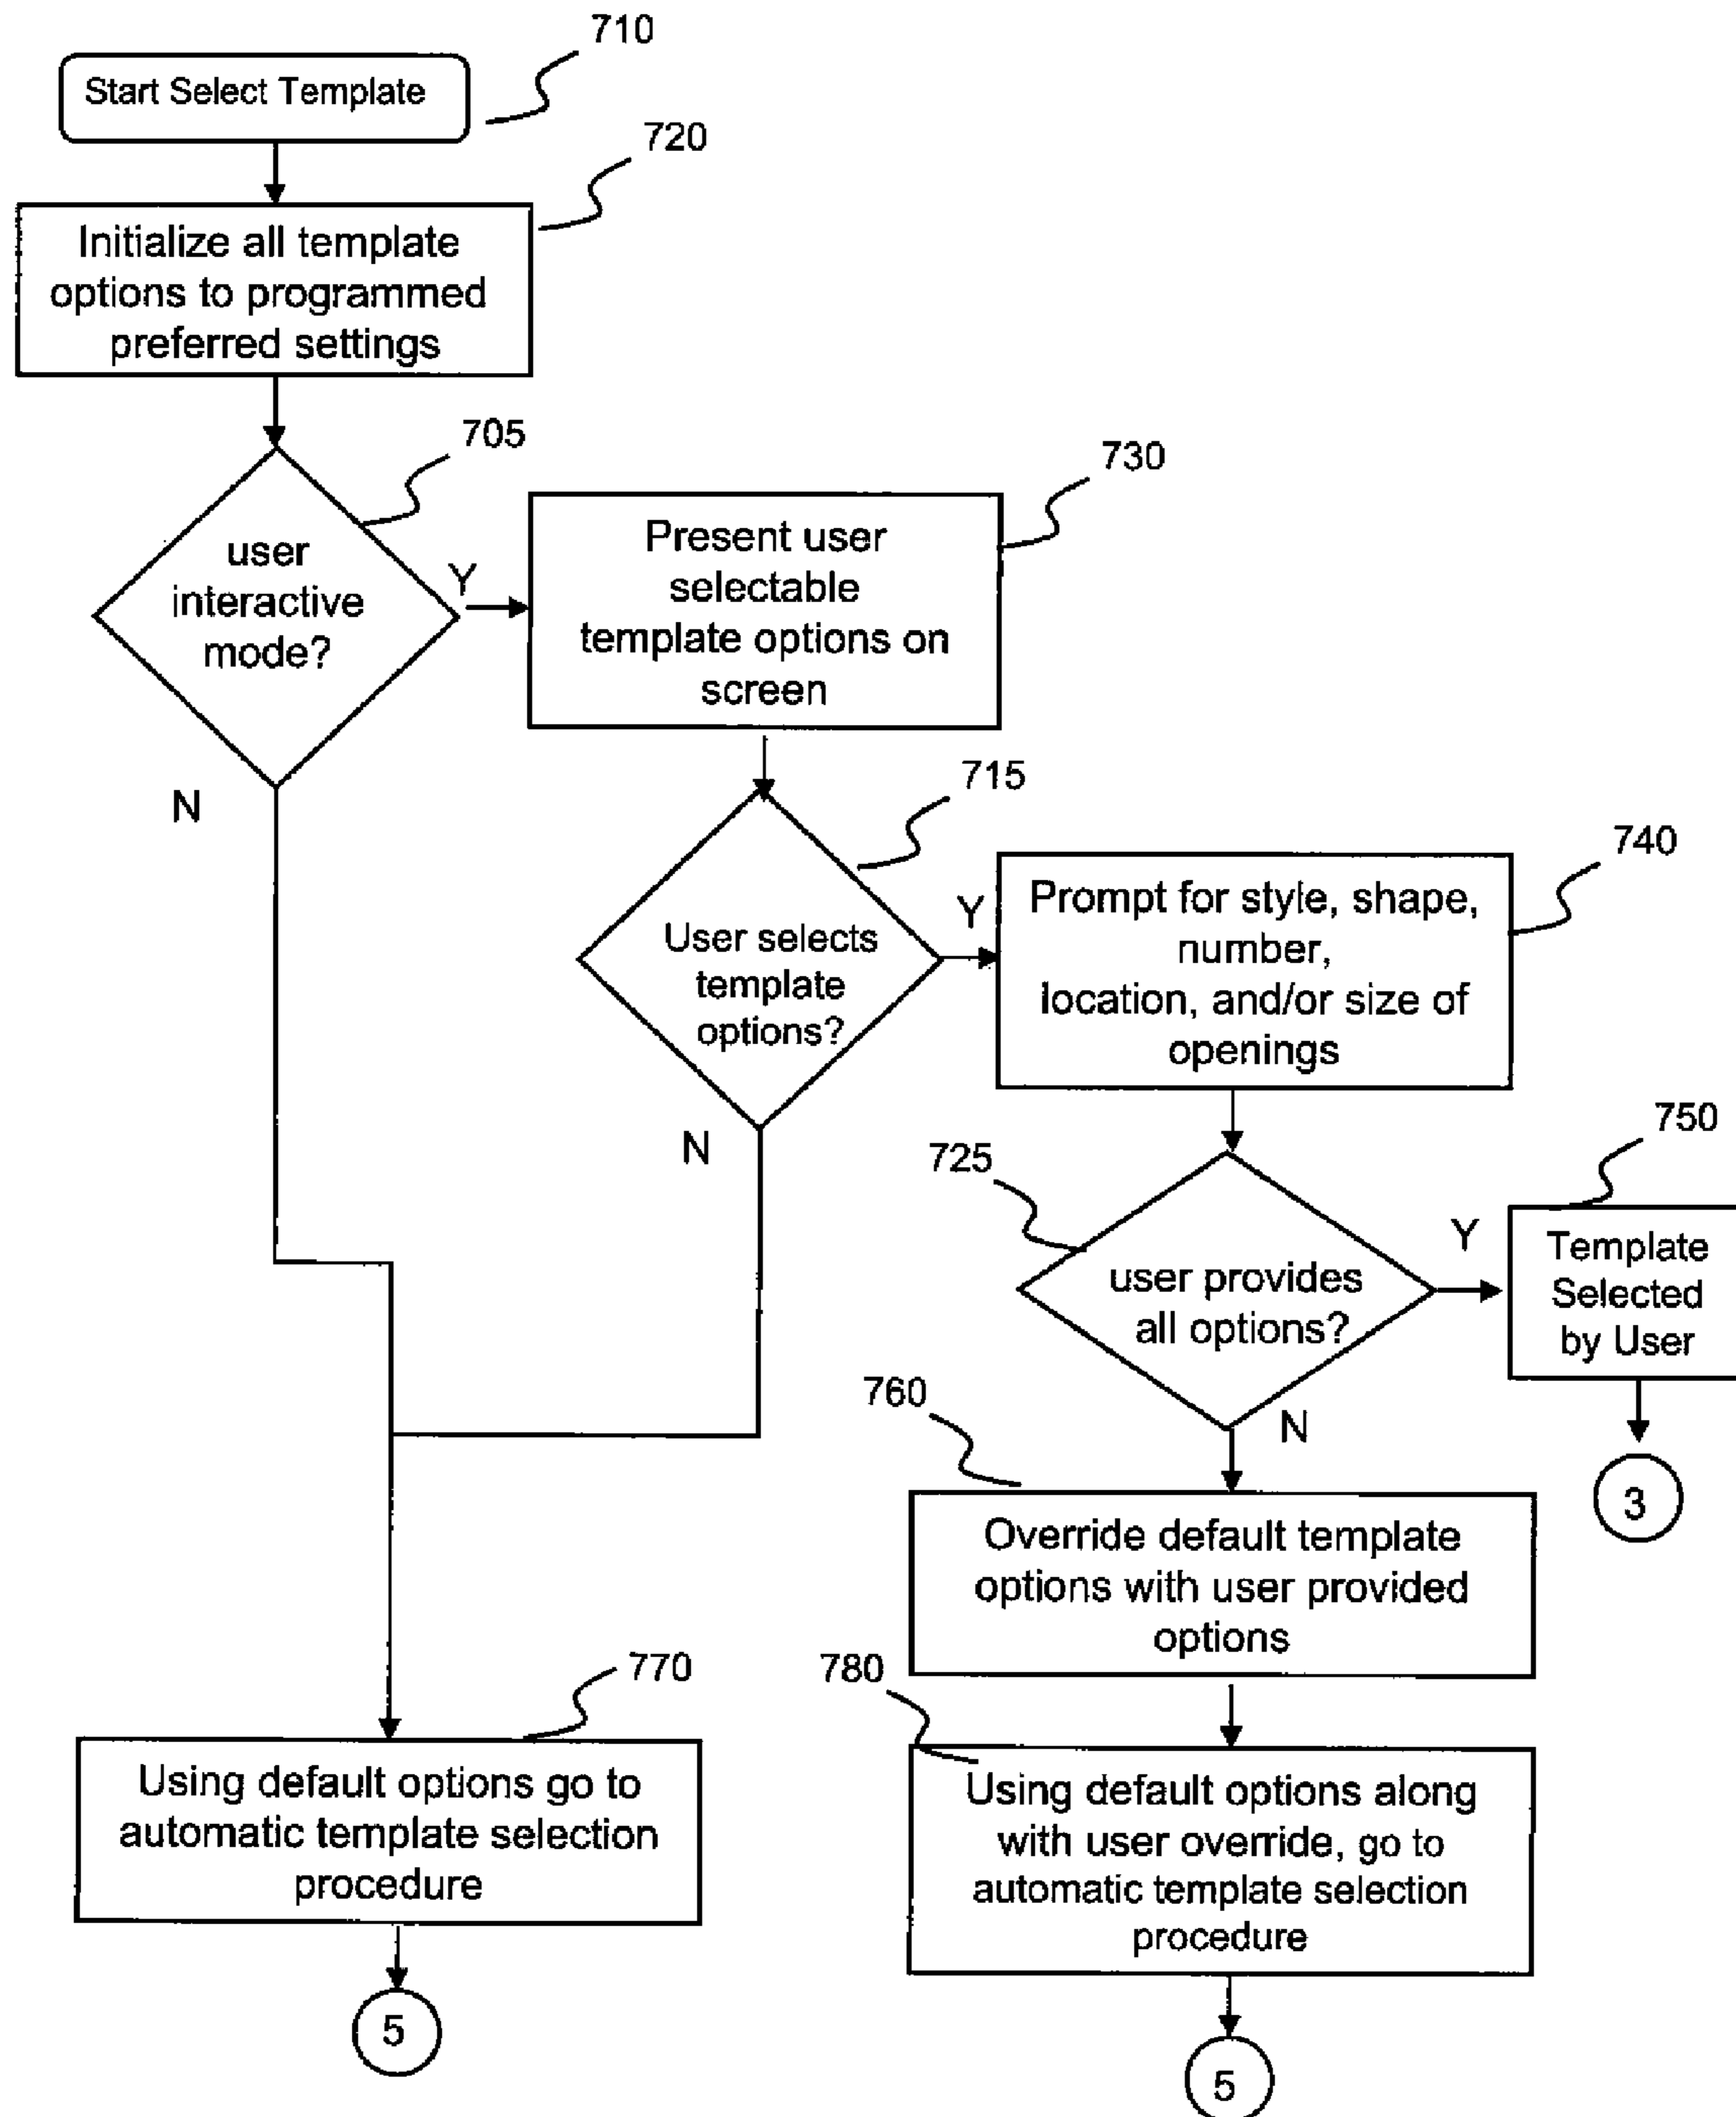 710
Start Select Template
720
Initialize all template
options to programmed
preferred settings
705
user
interactive
mode?
Y
N
730
Present user
selectable
template options on
screen
715
User selects
template
options?
Y
N
740
Prompt for style, shape,
number,
location, and/or size of
openings
725
user provides
all options?
Y
N
750
Template
Selected
by User
3
760
Override default template
options with user provided
options
770
Using default options go to
automatic template selection
procedure
5
780
Using default options along
with user override, go to
automatic template selection
procedure
5